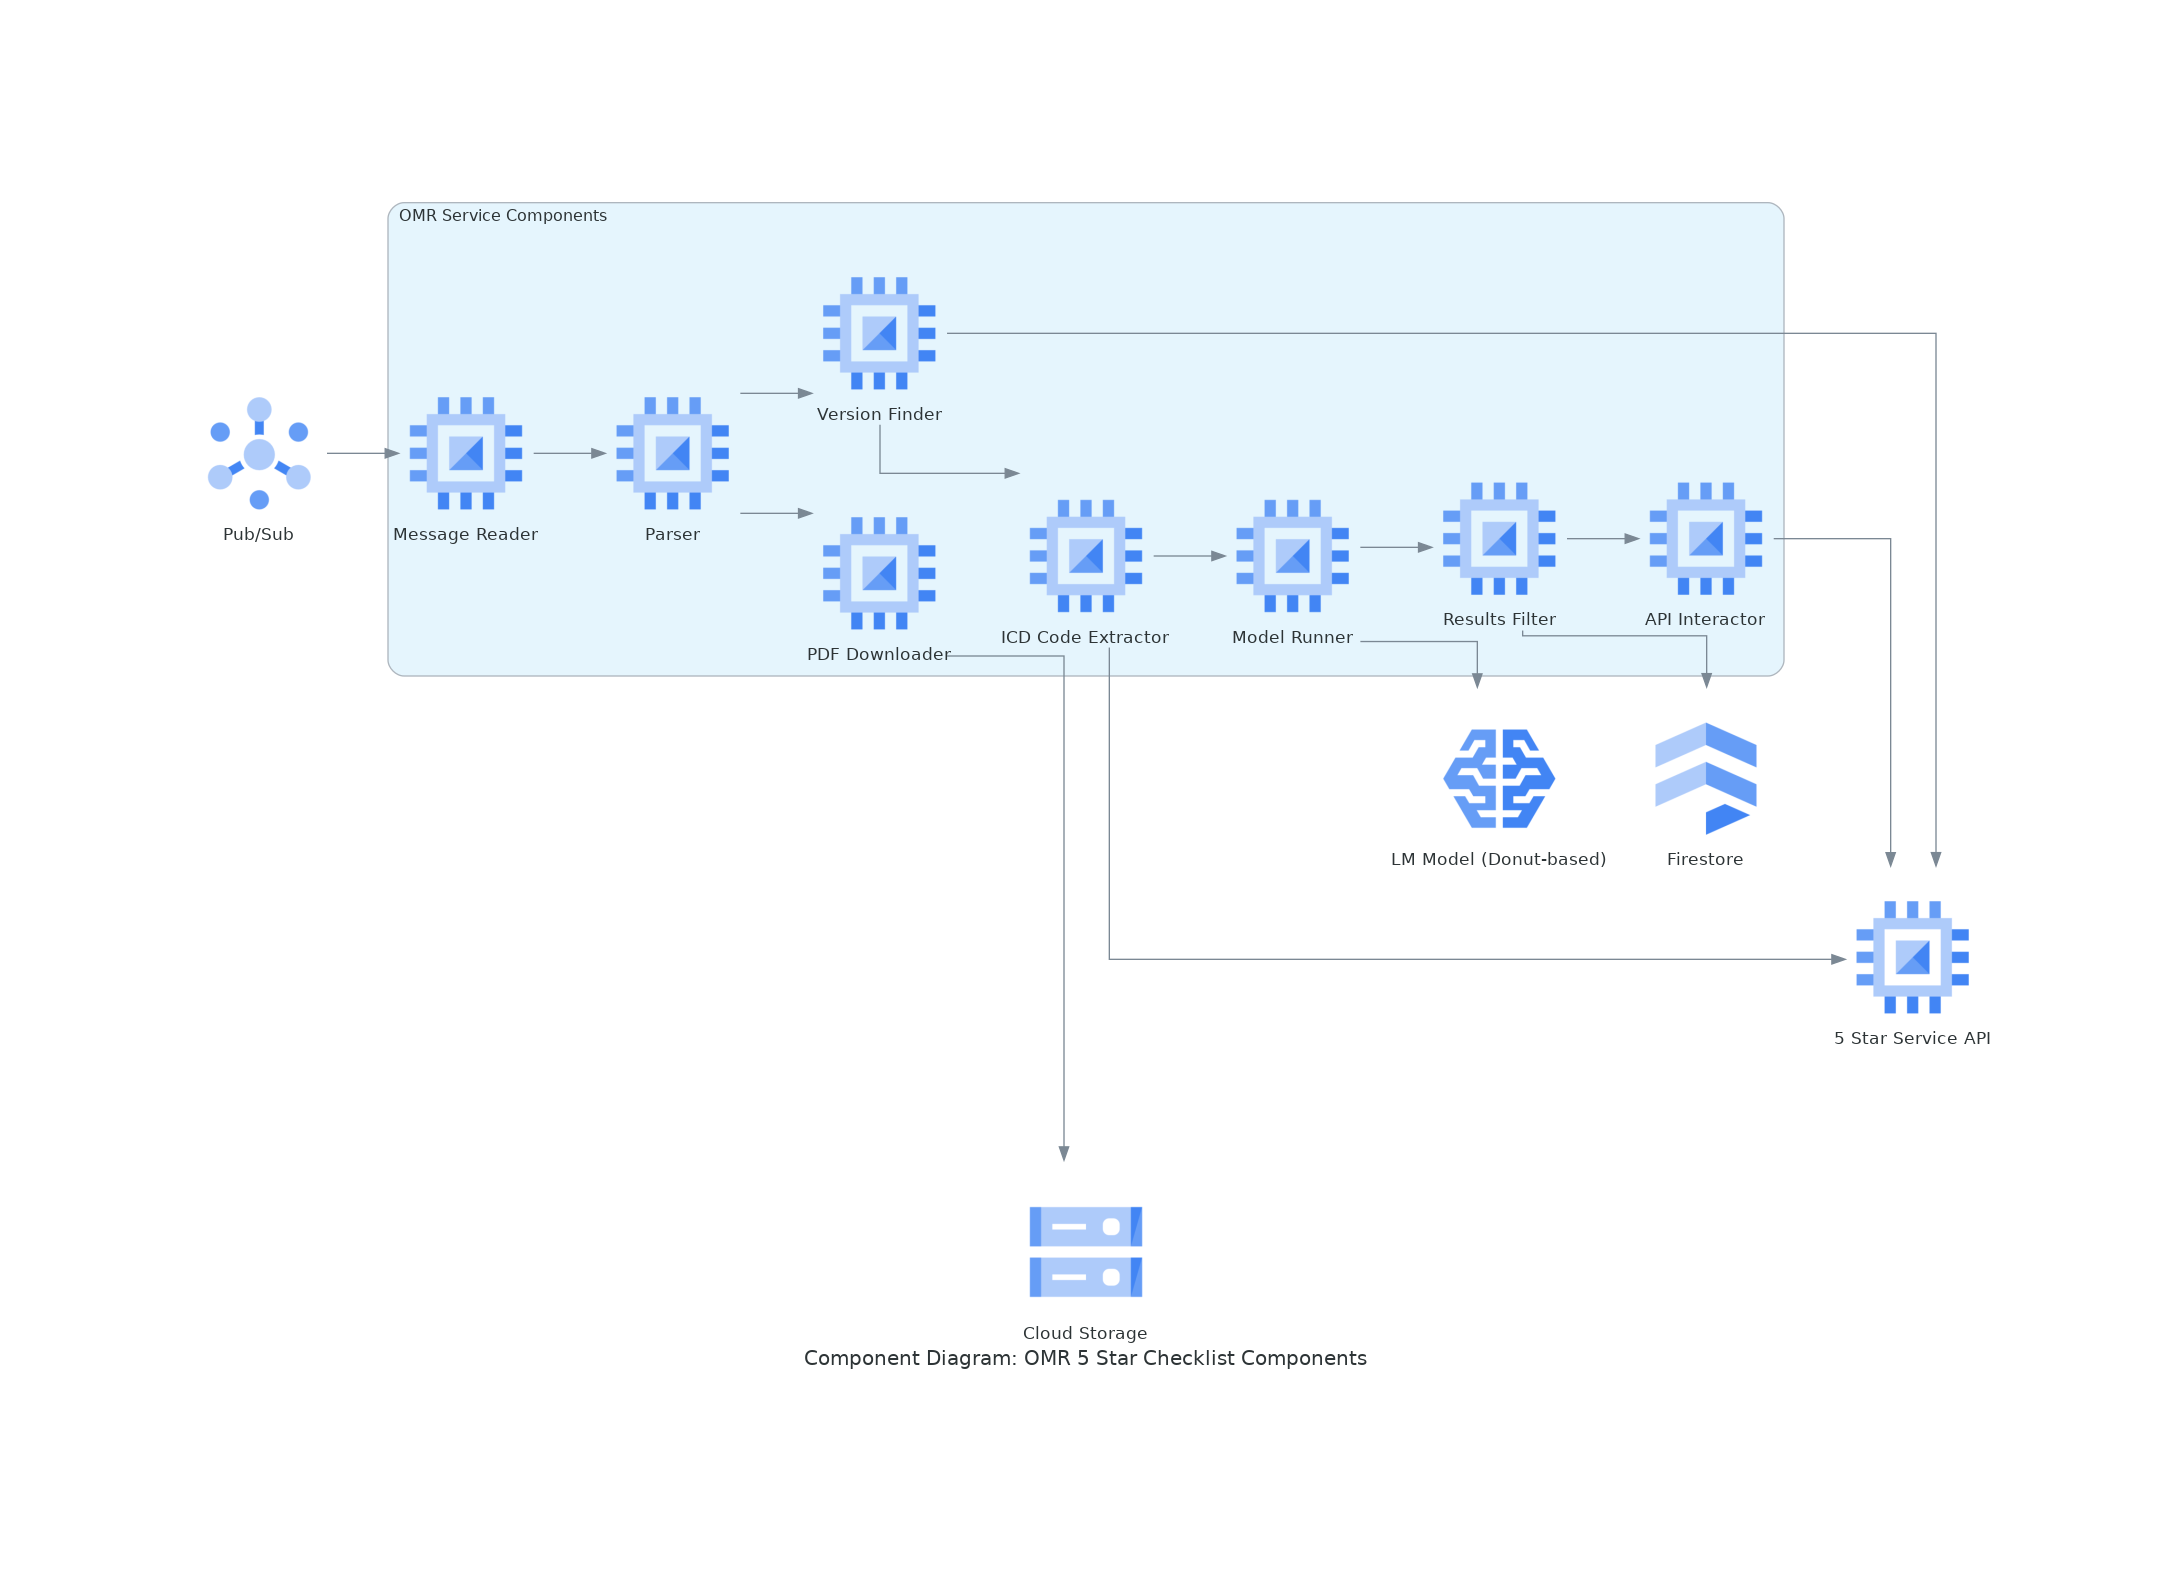 OMR Service Components
Version Finder
Pub/Sub
Message Reader
Parser
PDF Downloader
ICD Code Extractor
Model Runner
Results Filter
API Interactor
LM Model (Donut-based)
Firestore
5 Star Service API
Cloud Storage
Component Diagram: OMR 5 Star Checklist Components